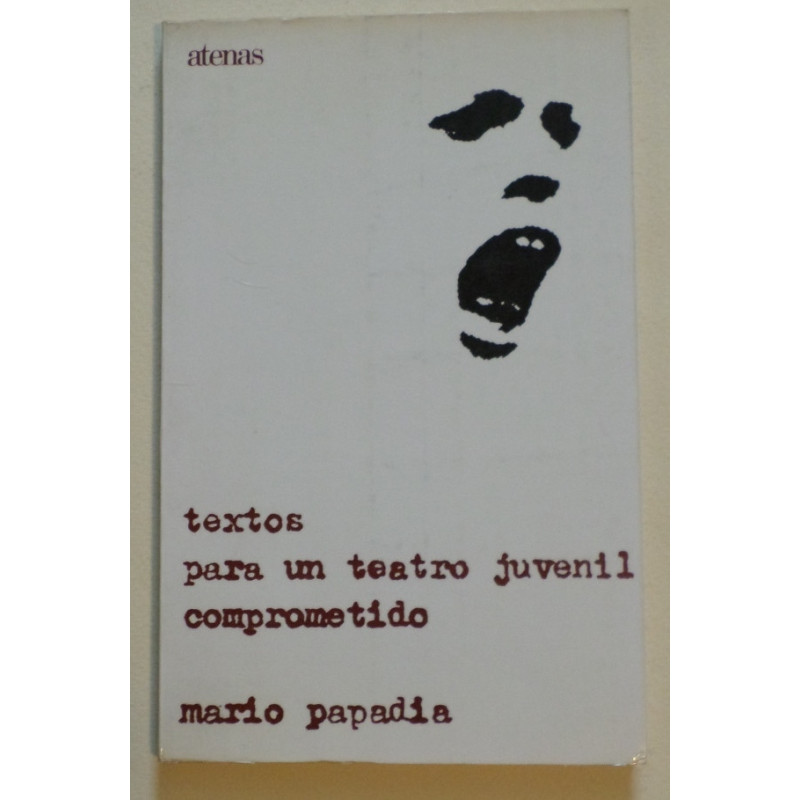 atenas
textos
para un teatro juvenil
comprometido
mario papadia